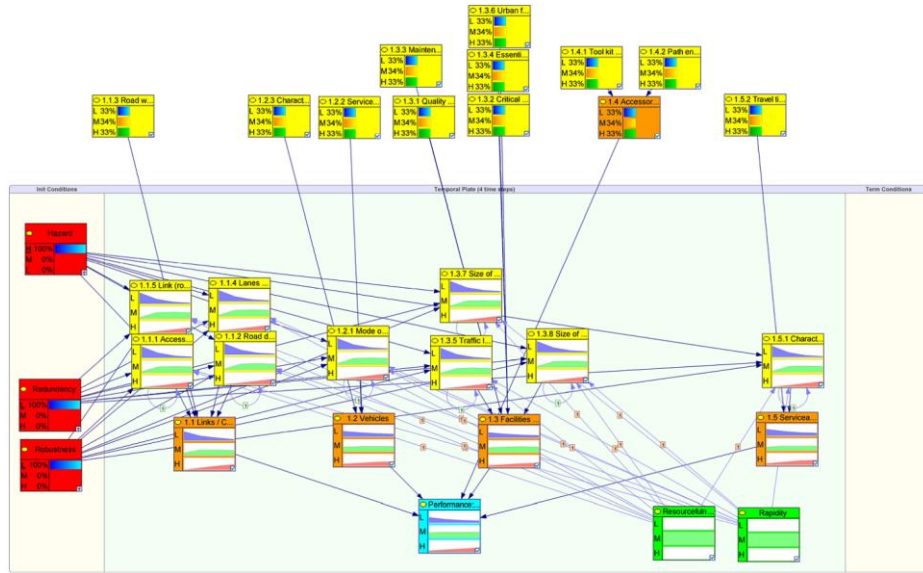 1.3.6 Urban f...
L 33%
M 34%
H 33%
1.3.3 Mainten...
L 33%
M 34%
H 33%
1.3.4 Essenti...
L 33%
M 34%
H 33%
1.4.1 Tool kit ...
L 33%
M 34%
H 33%
1.4.2 Path en...
L 33%
M 34%
H 33%
1.1.3 Road w...
L 33%
M 34%
H 33%
1.2.3 Charact...
L 33%
M 34%
H 33%
1.2.2 Service...
L 33%
M 34%
H 33%
1.3.1 Quality ...
L 33%
M 34%
H 33%
1.3.2 Critical ...
L 33%
M 34%
H 33%
1.4 Accessor...
L 33%
M 34%
H 33%
1.5.2 Travel ti...
L 33%
M 34%
H 33%
Init Conditions
Temporal Plate (4 time steps)
Term Conditions
Hazard
H 100%
M 0%
L 0%
1.1.5 Link (ro...
L
M
H
1.1.4 Lanes ...
L
M
H
1.3.7 Size of ...
L
M
H
1.1.1 Access...
L
M
H
1.1.2 Road d...
L
M
H
1.2.1 Mode o...
L
M
H
1.3.5 Traffic l...
L
M
H
1.3.8 Size of ...
L
M
H
1.5.1 Charact...
L
M
H
Redundancy
L 100%
M 0%
H 0%
Robustness
L 100%
M 0%
H 0%
1.1 Links / C...
L
M
H
1.2 Vehicles
L
M
H
1.3 Facilities
L
M
H
1.5 Servicea...
L
M
H
Performance:...
L
M
H
Resourcefuln...
L
M
H
Rapidity
L
M
H